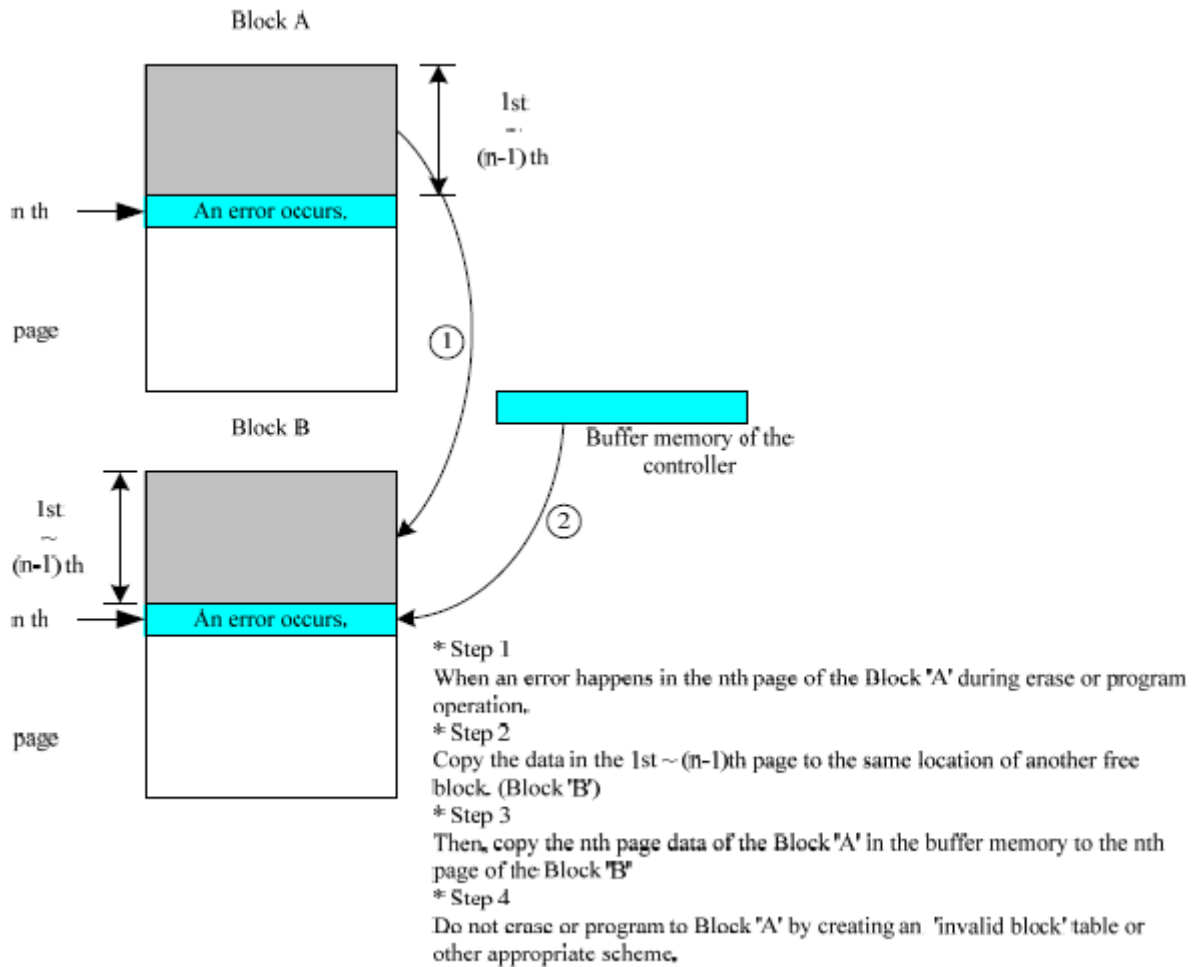 Block A
1st
~
(n-1)th
n th
An error occurs.
page
1
Block B
Buffer memory of the
controller
1st
~
(n-1)th
2
n th
An error occurs.
page
* Step 1
When an error happens in the nth page of the Block 'A' during erase or program
operation.
* Step 2
Copy the data in the 1st ~ (n-1)th page to the same location of another free
block. (Block 'B')
* Step 3
Then, copy the nth page data of the Block 'A' in the buffer memory to the nth
page of the Block 'B'
* Step 4
Do not erase or program to Block 'A' by creating an 'invalid block' table or
other appropriate scheme.